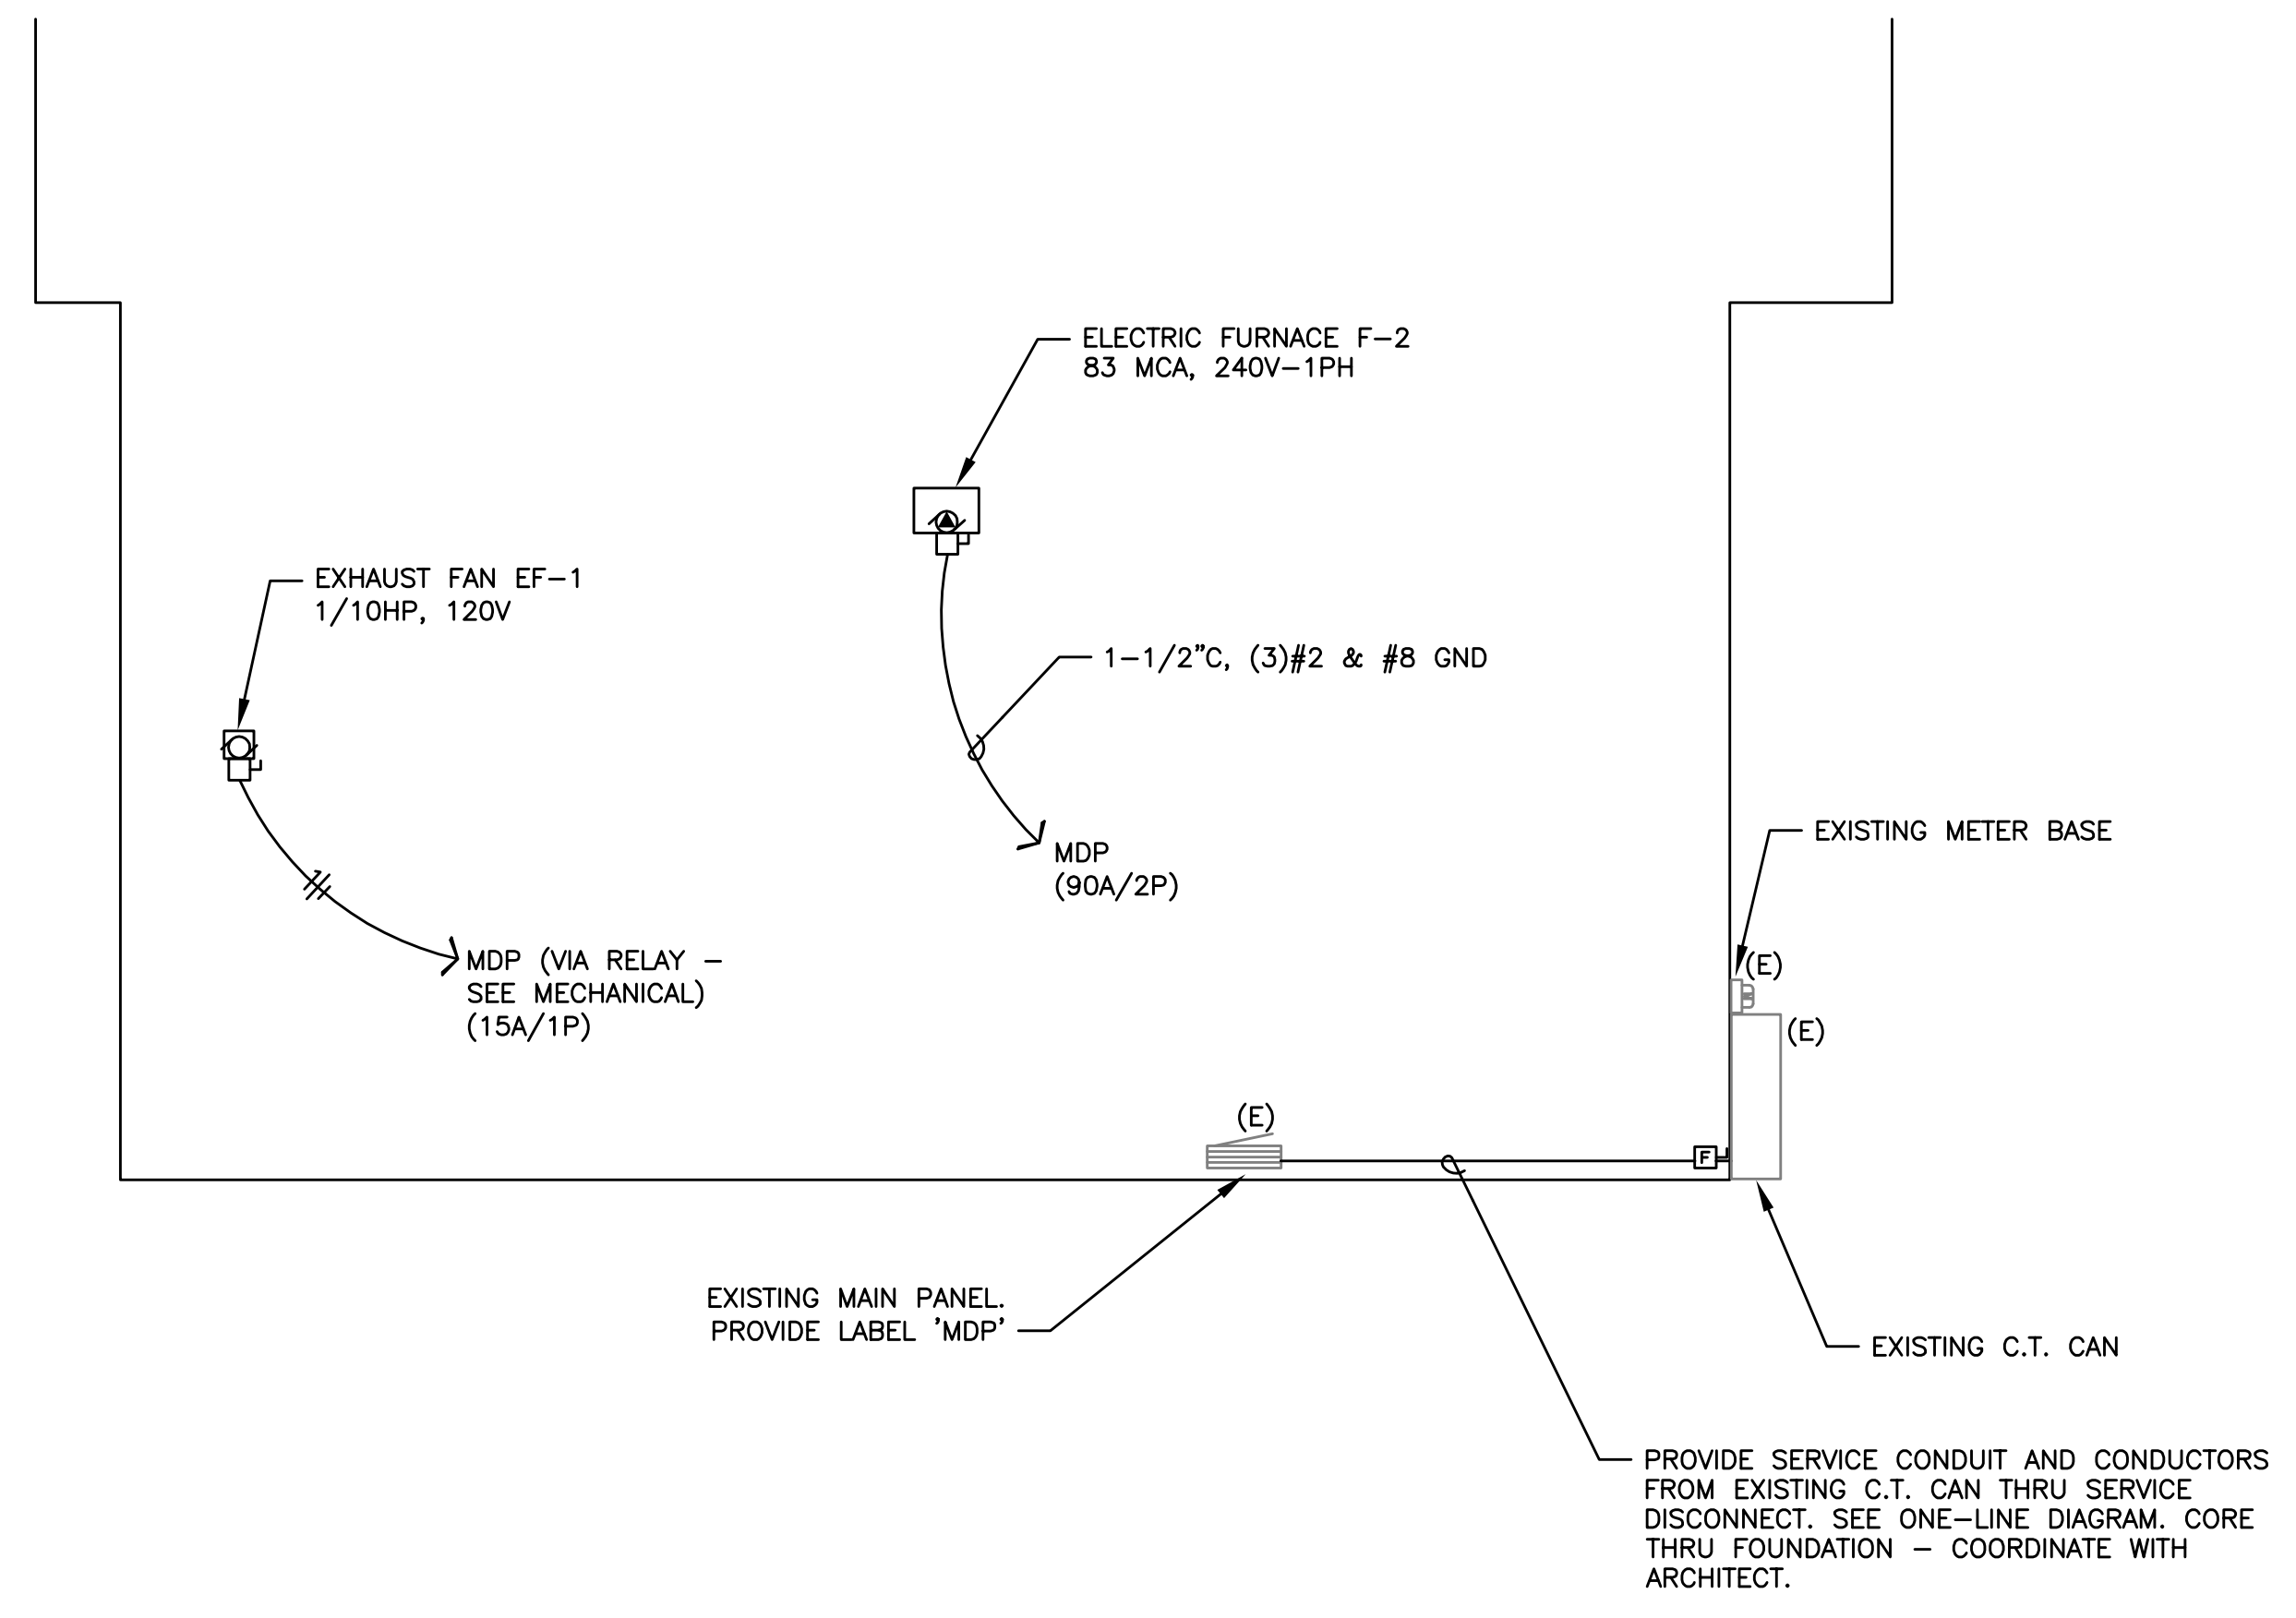 ELECTRIC FURNACE F-2
83 MCA, 240V-1PH
EXHAUST FAN EF-1
1/10HP, 120V
1-1/2"C, (3)#2 & #8 GND
MDP
(90A/2P)
EXISTING METER BASE
MDP (VIA RELAY -
SEE MECHANICAL)
(15A/1P)
(E)
(E)
(E)
F
EXISTING MAIN PANEL.
PROVIDE LABEL 'MDP'
EXISTING C.T. CAN
PROVIDE SERVICE CONDUIT AND CONDUCTORS
FROM EXISTING C.T. CAN THRU SERVICE
DISCONNECT. SEE ONE-LINE DIAGRAM. CORE
THRU FOUNDATION - COORDINATE WITH
ARCHITECT.